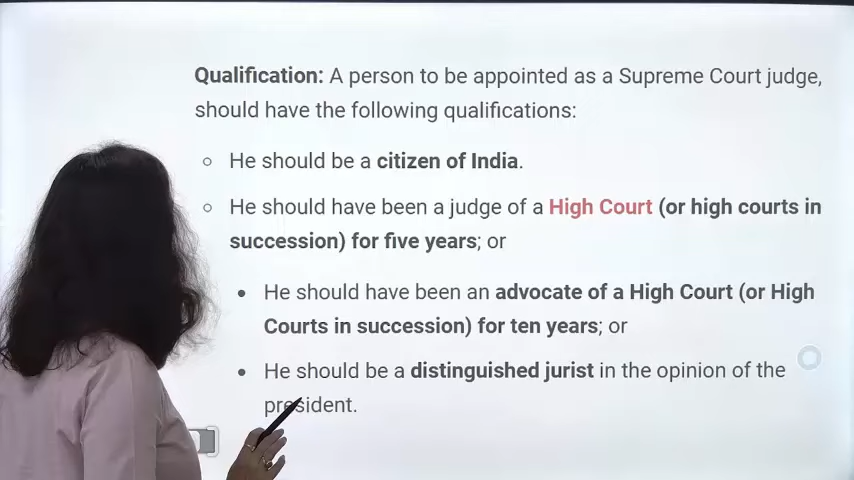 Qualification: A person to be appointed as a Supreme Court judge,
should have the following qualifications:
He should be a citizen of India.
He should have been a judge of a High Court (or high courts in
succession) for five years; or
He should have been an advocate of a High Court (or High
Courts in succession) for ten years; or
He should be a distinguished jurist in the opinion of the
president.